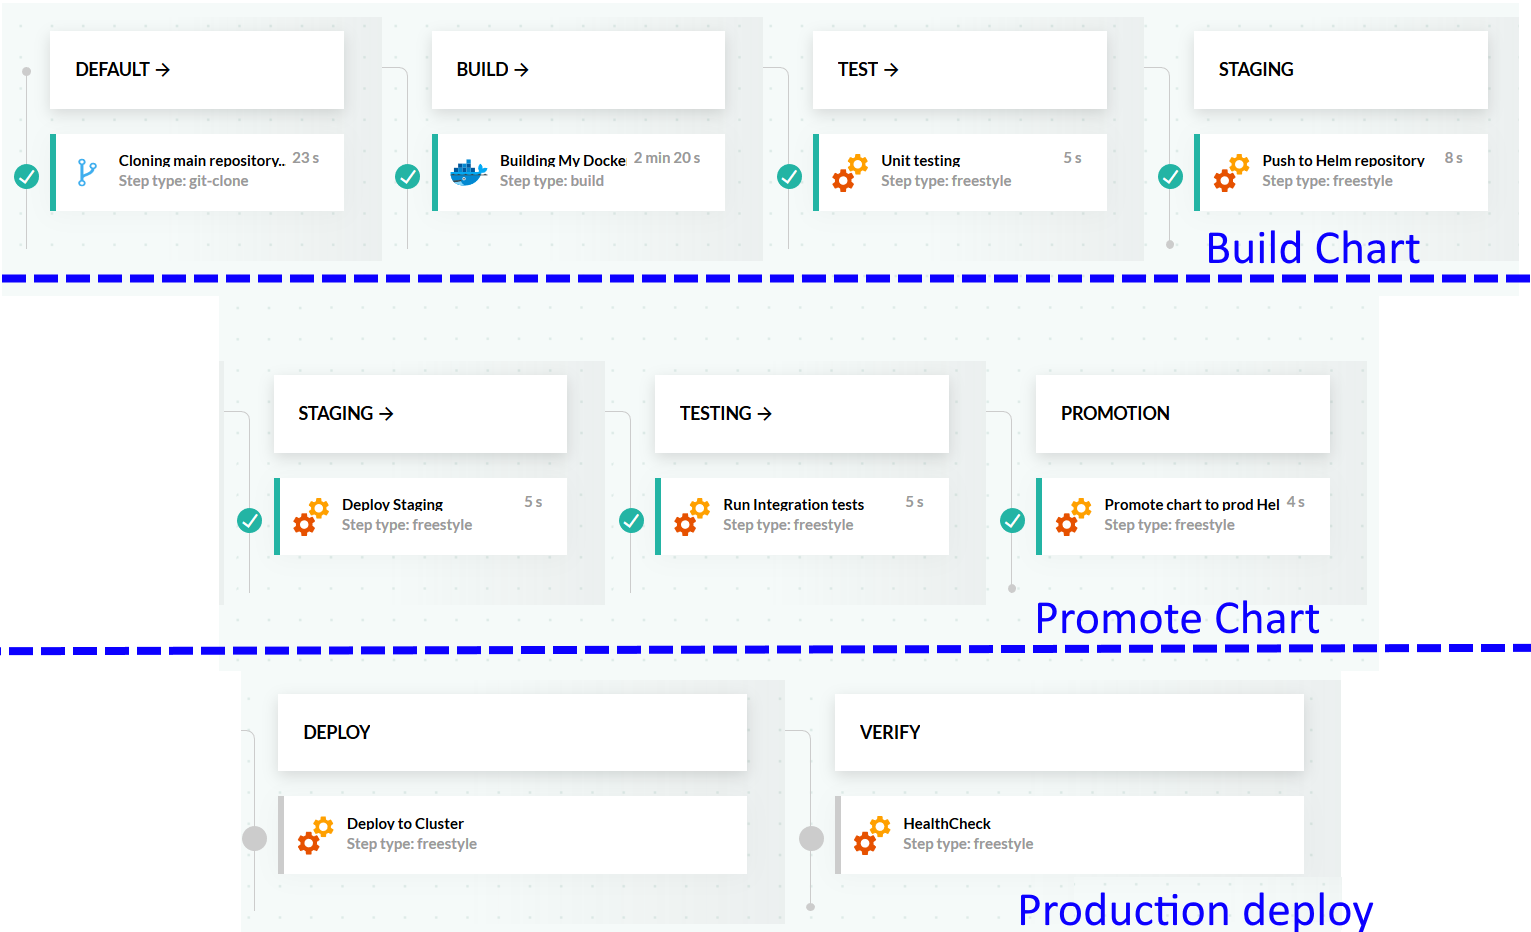 DEFAULT →
BUILD →
TEST →
STAGING
Cloning main repository.. 23 s
Step type: git-clone
Building My Docke 2 min 20 s
Step type: build
Unit testing 5 s
Step type: freestyle
Push to Helm repository 8 s
Step type: freestyle
Build Chart
STAGING →
TESTING →
PROMOTION
Deploy Staging 5 s
Step type: freestyle
Run Integration tests 5 s
Step type: freestyle
Promote chart to prod Hel 4 s
Step type: freestyle
Promote Chart
DEPLOY
VERIFY
Deploy to Cluster
Step type: freestyle
HealthCheck
Step type: freestyle
Production deploy